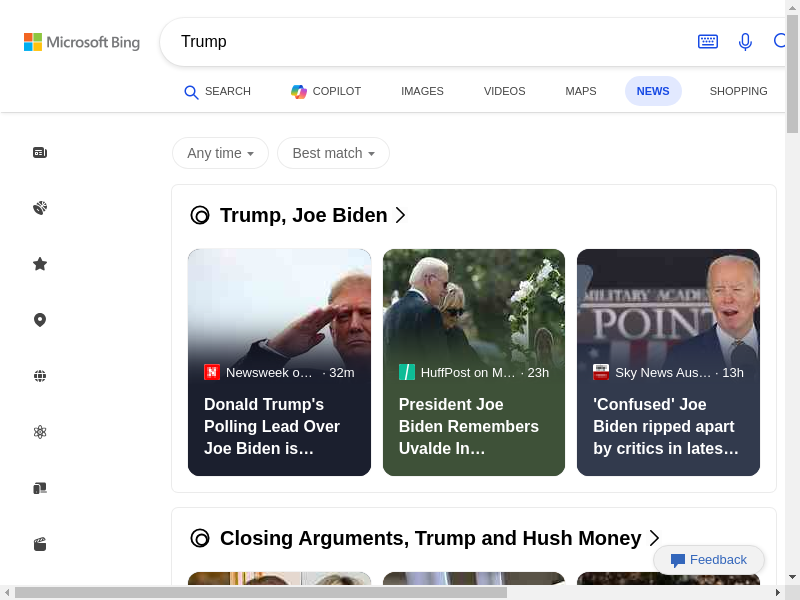 Microsoft Bing
Trump
SEARCH
COPILOT
IMAGES
VIDEOS
MAPS
NEWS
SHOPPING
Any time
Best match
Trump, Joe Biden
Newsweek o… · 32m
Donald Trump's
Polling Lead Over
Joe Biden is…
HuffPost on M… · 23h
President Joe
Biden Remembers
Uvalde In…
MILITARY ACADE
POINT
Sky News Aus… · 13h
'Confused' Joe
Biden ripped apart
by critics in lates…
Closing Arguments, Trump and Hush Money
Feedback